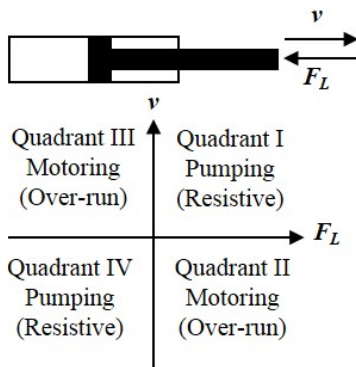 v
F_L
v
Quadrant III
Motoring
(Over-run)
Quadrant I
Pumping
(Resistive)
F_L
Quadrant IV
Pumping
(Resistive)
Quadrant II
Motoring
(Over-run)